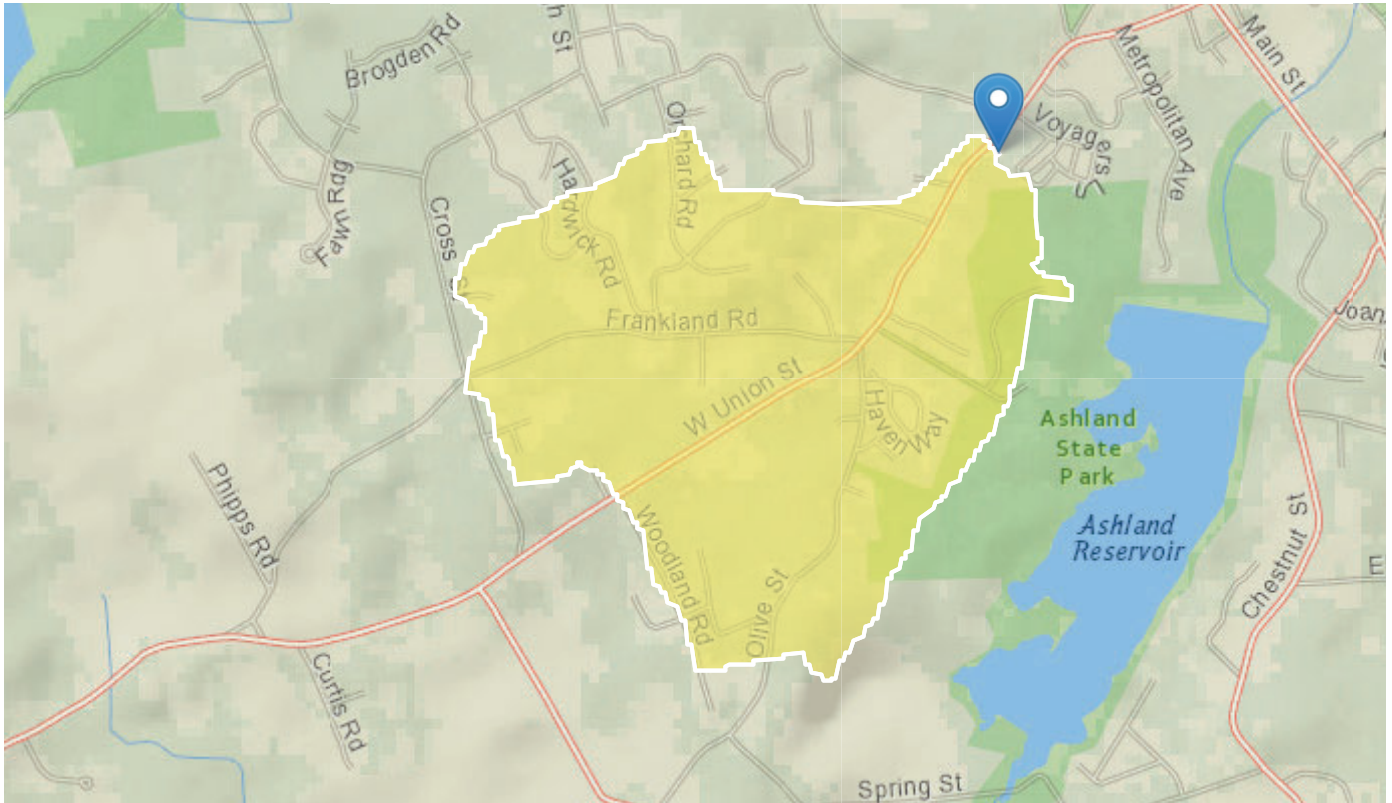 Brogden Rd
h St
Metropolitan Ave
Main St
Voyagers
Orchard Rd
Fawn Rdg
Hardwick Rd
Cross St
Frankland Rd
Joan
W Union St
Haven Way
Ashland
State
Park
Phipps Rd
Ashland
Reservoir
Woodland Rd
Olive St
Chestnut St
E
Curtis Rd
Spring St